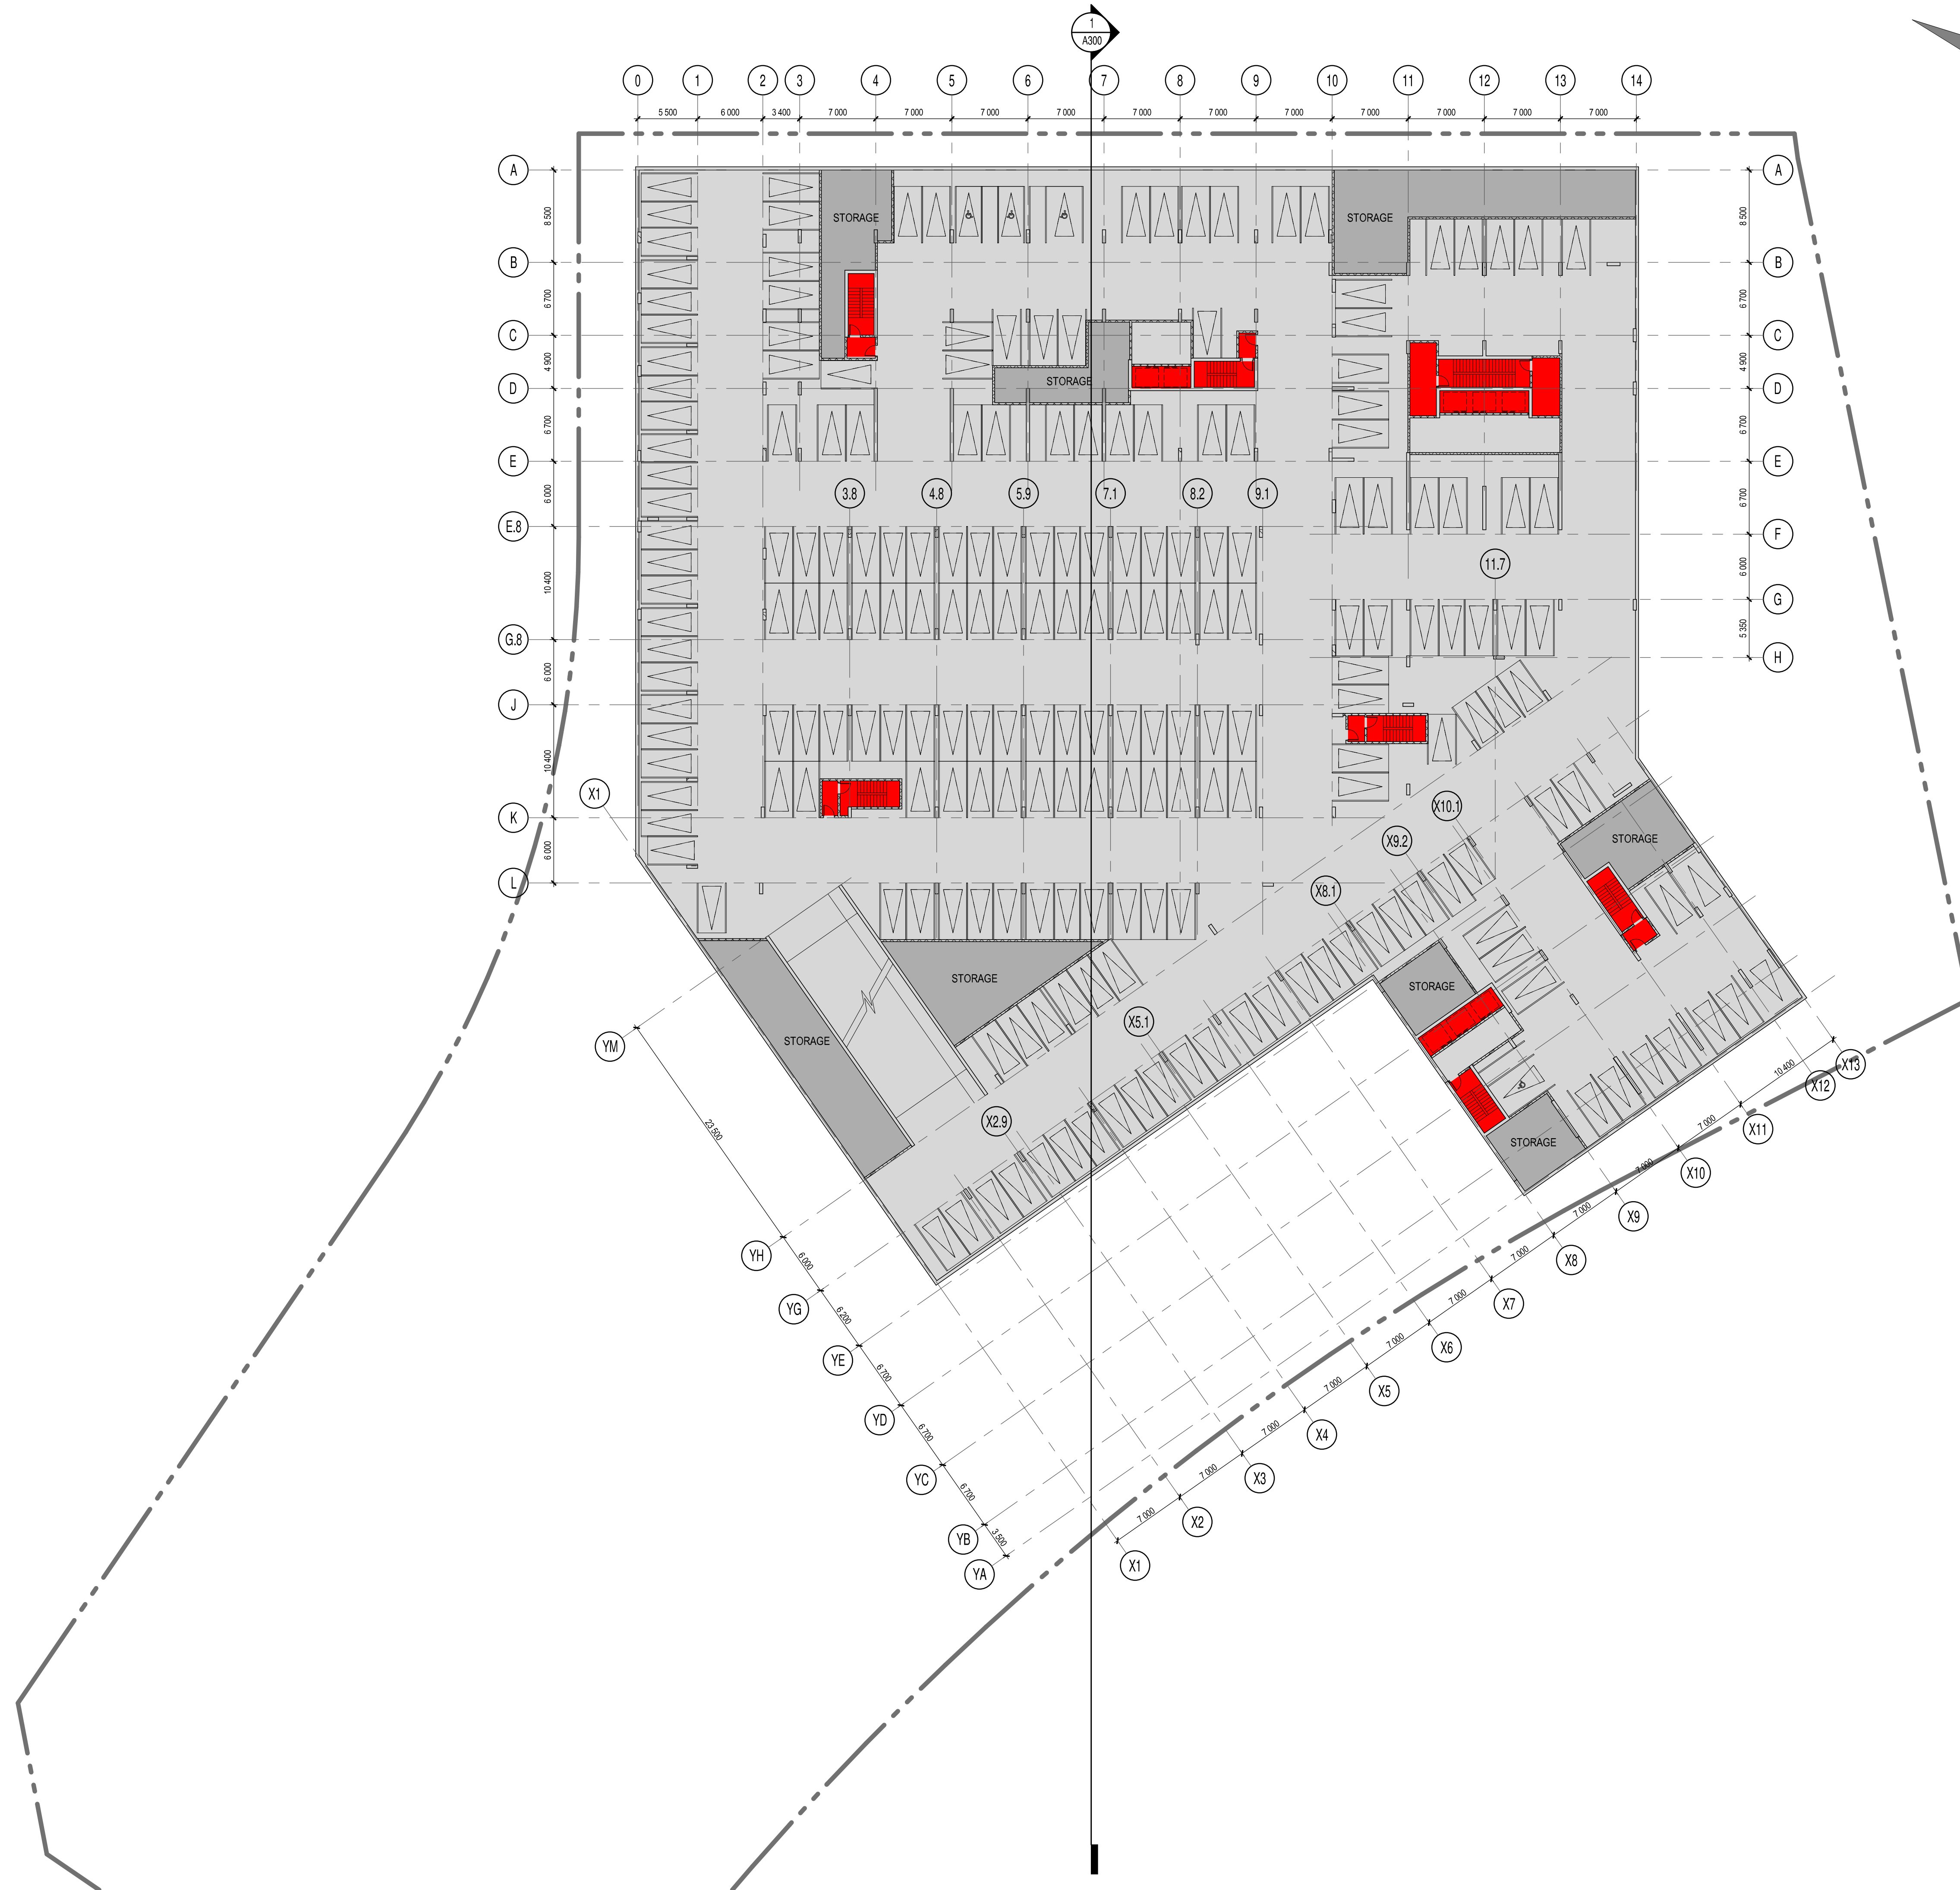 1
A300
0 1 2 3 4 5 6 7 8 9 10 11 12 13 14
5 500 6 000 3 400 7 000 7 000 7 000 7 000 7 000 7 000 7 000 7 000 7 000 7 000 7 000
A A
8 500 STORAGE STORAGE 8 500
B B
6 700 6 700
C C
4 900 4 900
STORAGE
D D
6 700 6 700
E E
3.8 4.8 5.9 7.1 8.2 9.1
6 000 6 700
E.8
F
11.7
10 400 6 000
G
G.8
5 350
H
6 000
J
10 400
X1
X10.1
K
X9.2
STORAGE
6 000
L
X8.1
STORAGE
STORAGE
X5.1
STORAGE
YM
X13
10 400
X12
X2.9
23 500
7 000
X11
STORAGE
7 000
X10
7 000
X9
YH
7 000
X8
6 000
YG
7 000
X7
6 200
7 000
X6
YE
6 700
7 000
X5
YD
7 000
X4
6 700
7 000
X3
YC
6 700
7 000
X2
YB
3 500
X1
YA